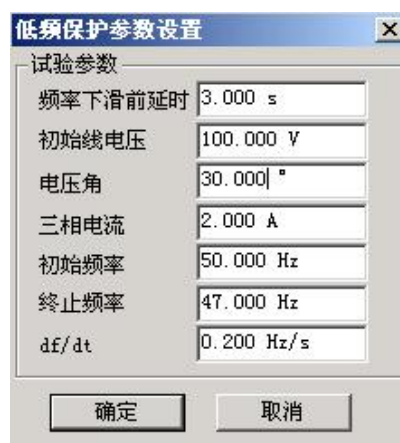 低频保护参数设置
试验参数
频率下滑前延时 3.000 s
初始线电压 100.000 V
电压角 30.000 °
三相电流 2.000 A
初始频率 50.000 Hz
终止频率 47.000 Hz
df/dt 0.200 Hz/s
确定 取消